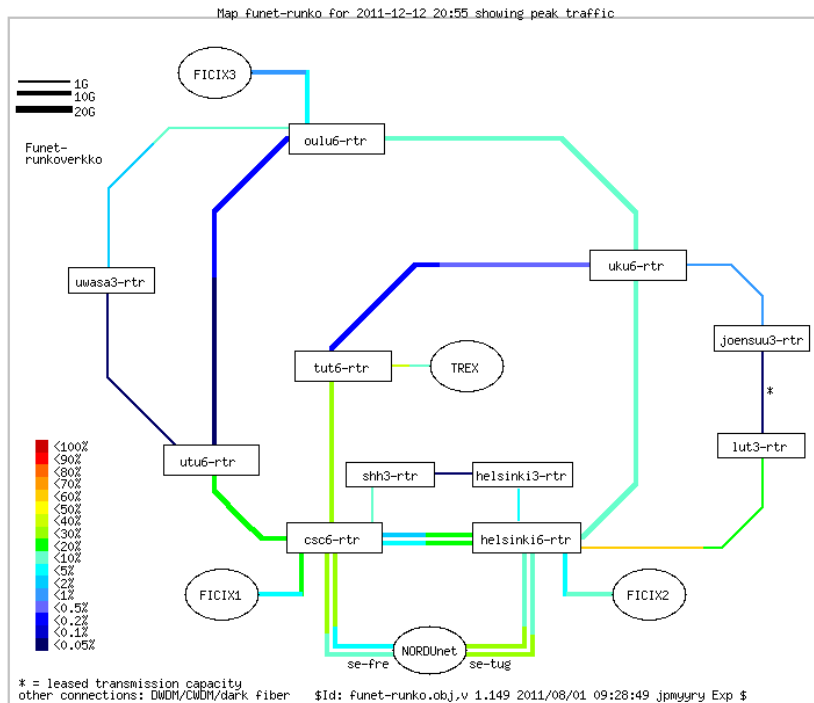 Map funet-runko for 2011-12-12 20:55 showing peak traffic
FICIX3
1G
10G
20G
oulu6-rtr
Funet-
runkoverkko
uwasa3-rtr
uku6-rtr
joensuu3-rtr
tut6-rtr
TREX
*
<100%
<90%
<80%
<70%
<60%
<50%
<40%
<30%
<20%
<10%
<5%
<2%
<1%
<0.5%
<0.2%
<0.1%
<0.05%
utu6-rtr
lut3-rtr
shh3-rtr
helsinki3-rtr
csc6-rtr
helsinki6-rtr
FICIX1
FICIX2
NORDUnet
se-fre
se-tug
* = leased transmission capacity
other connections: DWDM/CWDM/dark fiber
$Id: funet-runko.obj,v 1.149 2011/08/01 09:28:49 jpmyyry Exp $